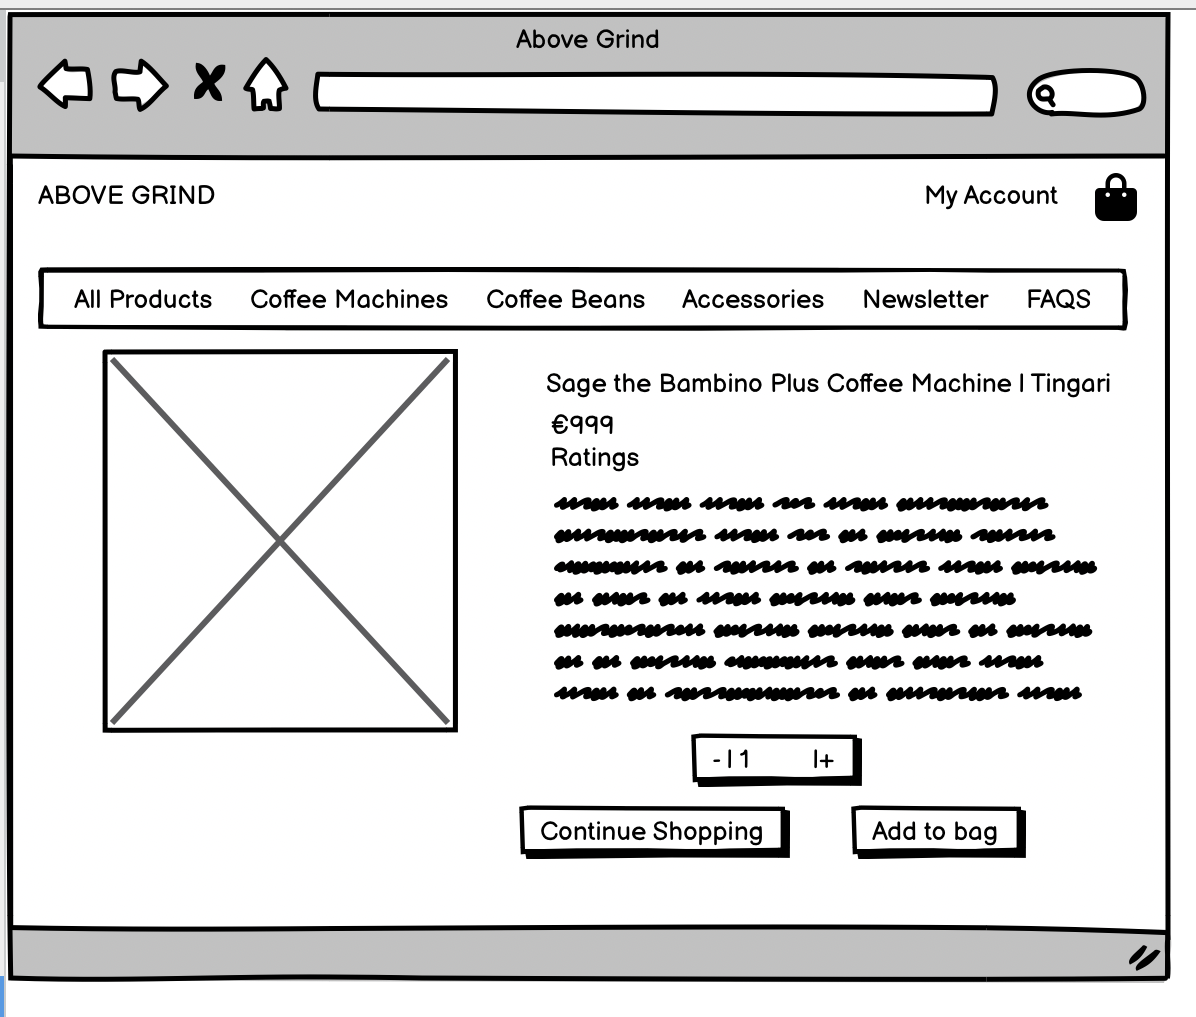 Above Grind
ABOVE GRIND
My Account
All Products Coffee Machines Coffee Beans Accessories Newsletter FAQS
Sage the Bambino Plus Coffee Machine | Tingari
€999
Ratings
- | 1 |+
Continue Shopping Add to bag